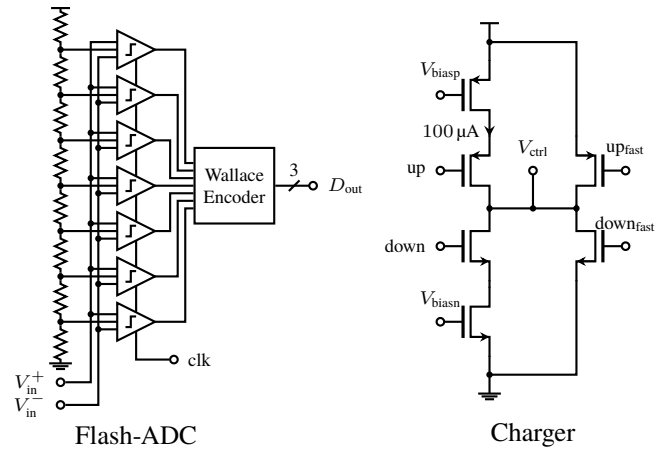 V_biasp
100 µA
up
V_ctrl
up_fast
3
Wallace
Encoder
D_out
down
down_fast
V_biasn
clk
V_in^+
V_in^−
Flash-ADC
Charger